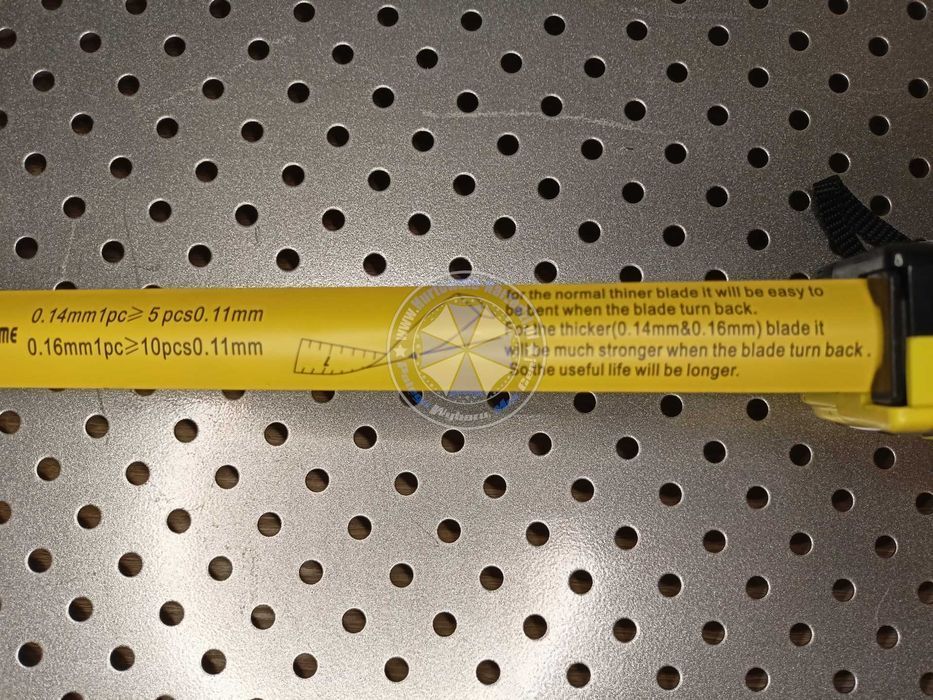 ME
0.14mm1pc≥ 5pcs0.11mm
0.16mm1pc≥10pcs0.11mm
for the normal thiner blade it will be easy to
be bent when the blade turn back.
For the thicker(0.14mm&0.16mm) blade it
will be much stronger when the blade turn back .
So the useful life will be longer.